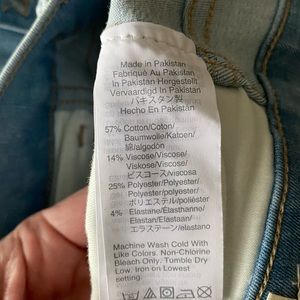 Made in Pakistan
Fabriqué Au Pakistan
In Pakistan Hergestellt
Vervaardigd In Pakistan
パキスタン製
Hecho En Pakistan
57% Cotton/Coton/
Baumwolle/Katoen/
綿/algodón
14% Viscose/Viscose/
Viskose/Viscose/
ビスコース/viscosa
25% Polyester/polyester/
Polyester/polyester/
ポリエステル/poliéster
4% Elastane/Élasthanne/
Elastan/Elastaan/
エラスタン/elastano
Machine Wash Cold With
Like Colors. Non-Chlorine
Bleach Only. Tumble Dry
Low. Iron on Lowest
setting.